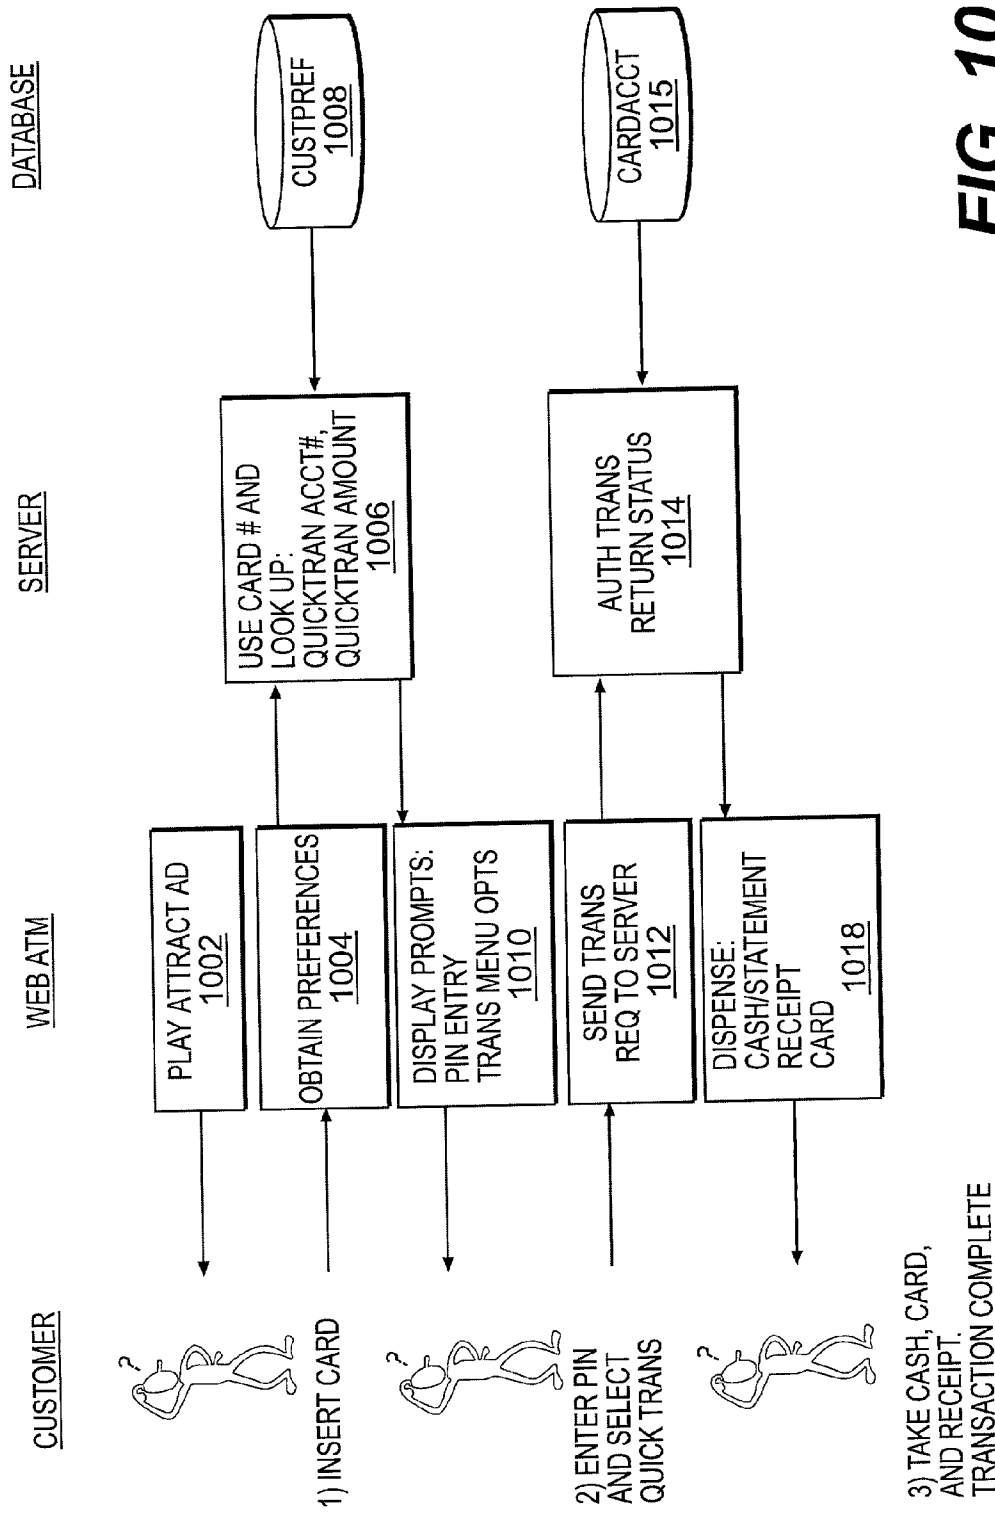 CUSTOMER
WEB ATM
SERVER
DATABASE
PLAY ATTRACT AD
1002
1) INSERT CARD
OBTAIN PREFERENCES
1004
USE CARD # AND
LOOK UP:
QUICKTRAN ACCT#,
QUICKTRAN AMOUNT
1006
CUSTPREF
1008
?
?
?
DISPLAY PROMPTS:
PIN ENTRY
TRANS MENU OPTS
1010
2) ENTER PIN
AND SELECT
QUICK TRANS
SEND TRANS
REQ TO SERVER
1012
AUTH TRANS
RETURN STATUS
1014
CARDACCT
1015
DISPENSE:
CASH/STATEMENT
RECEIPT
CARD
1018
3) TAKE CASH, CARD,
AND RECEIPT.
TRANSACTION COMPLETE
FIG 10